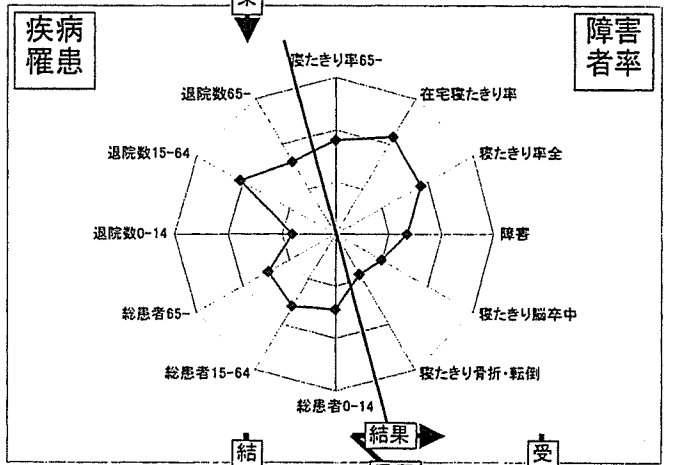 疾病
罹患
障害
者率
寝たきり率65-
退院数65-
在宅寝たきり率
退院数15-64
寝たきり率全
退院数0-14
障害
総患者65-
寝たきり脳卒中
総患者15-64
寝たきり骨折・転倒
総患者0-14
結果
結
受